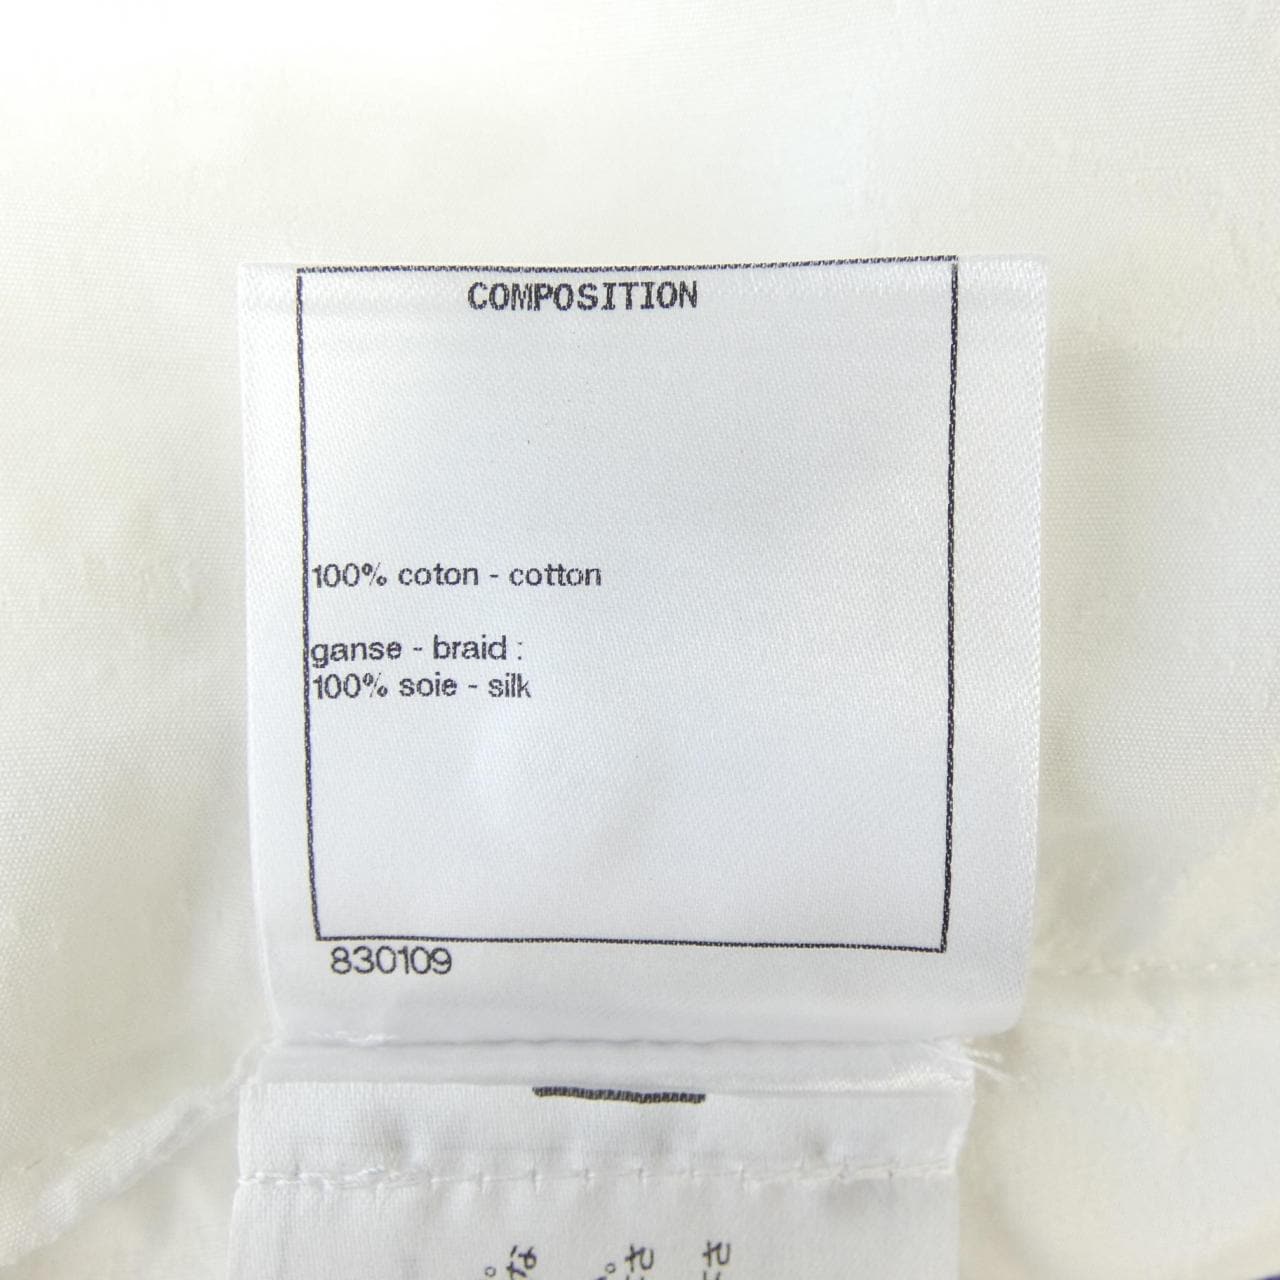 COMPOSITION
100% coton - cotton
ganse - braid :
100% soie - silk
830109